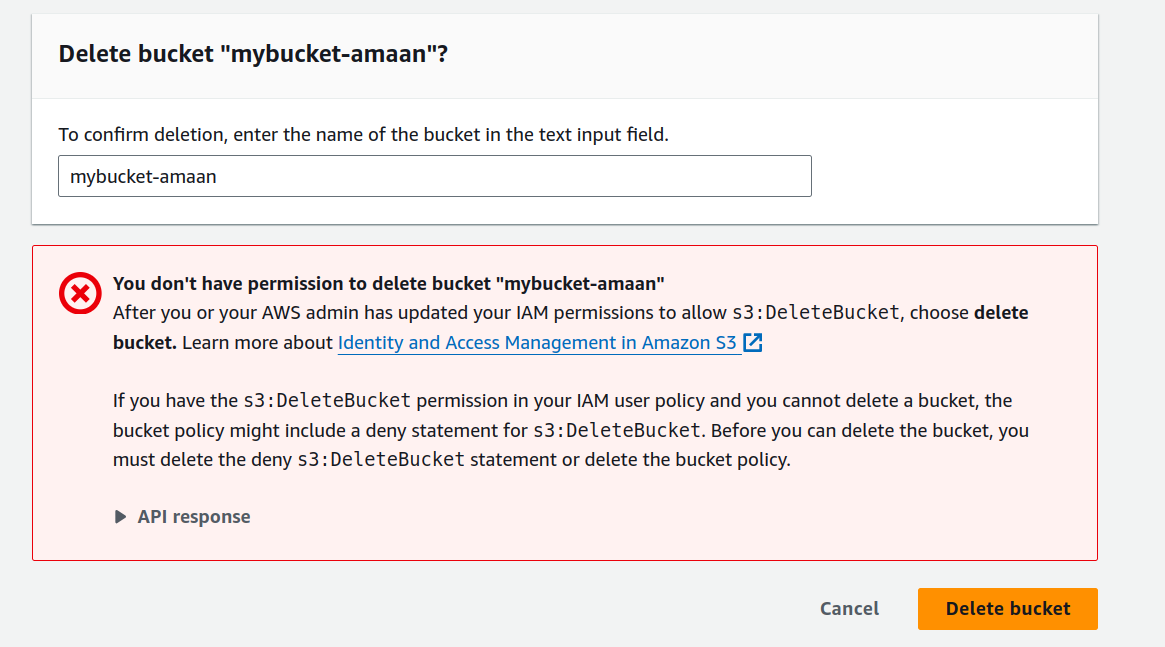 Delete bucket "mybucket-amaan"?
To confirm deletion, enter the name of the bucket in the text input field.
mybucket-amaan
You don't have permission to delete bucket "mybucket-amaan"
After you or your AWS admin has updated your IAM permissions to allow s3:DeleteBucket, choose delete
bucket. Learn more about Identity and Access Management in Amazon S3
If you have the s3:DeleteBucket permission in your IAM user policy and you cannot delete a bucket, the
bucket policy might include a deny statement for s3:DeleteBucket. Before you can delete the bucket, you
must delete the deny s3:DeleteBucket statement or delete the bucket policy.
API response
Cancel
Delete bucket